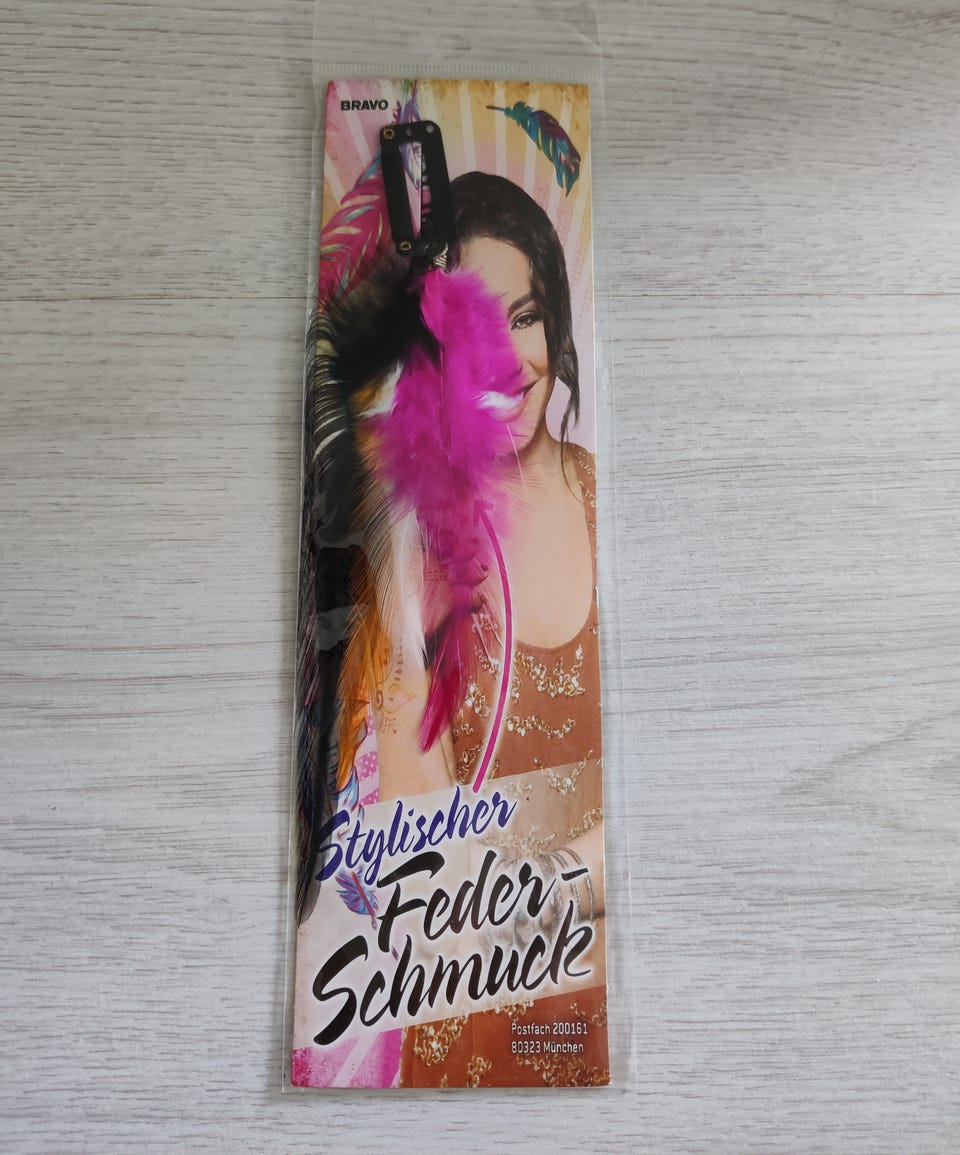 BRAVO
Stylischer
Feder-
Schmuck
Postfach 200161
80323 München